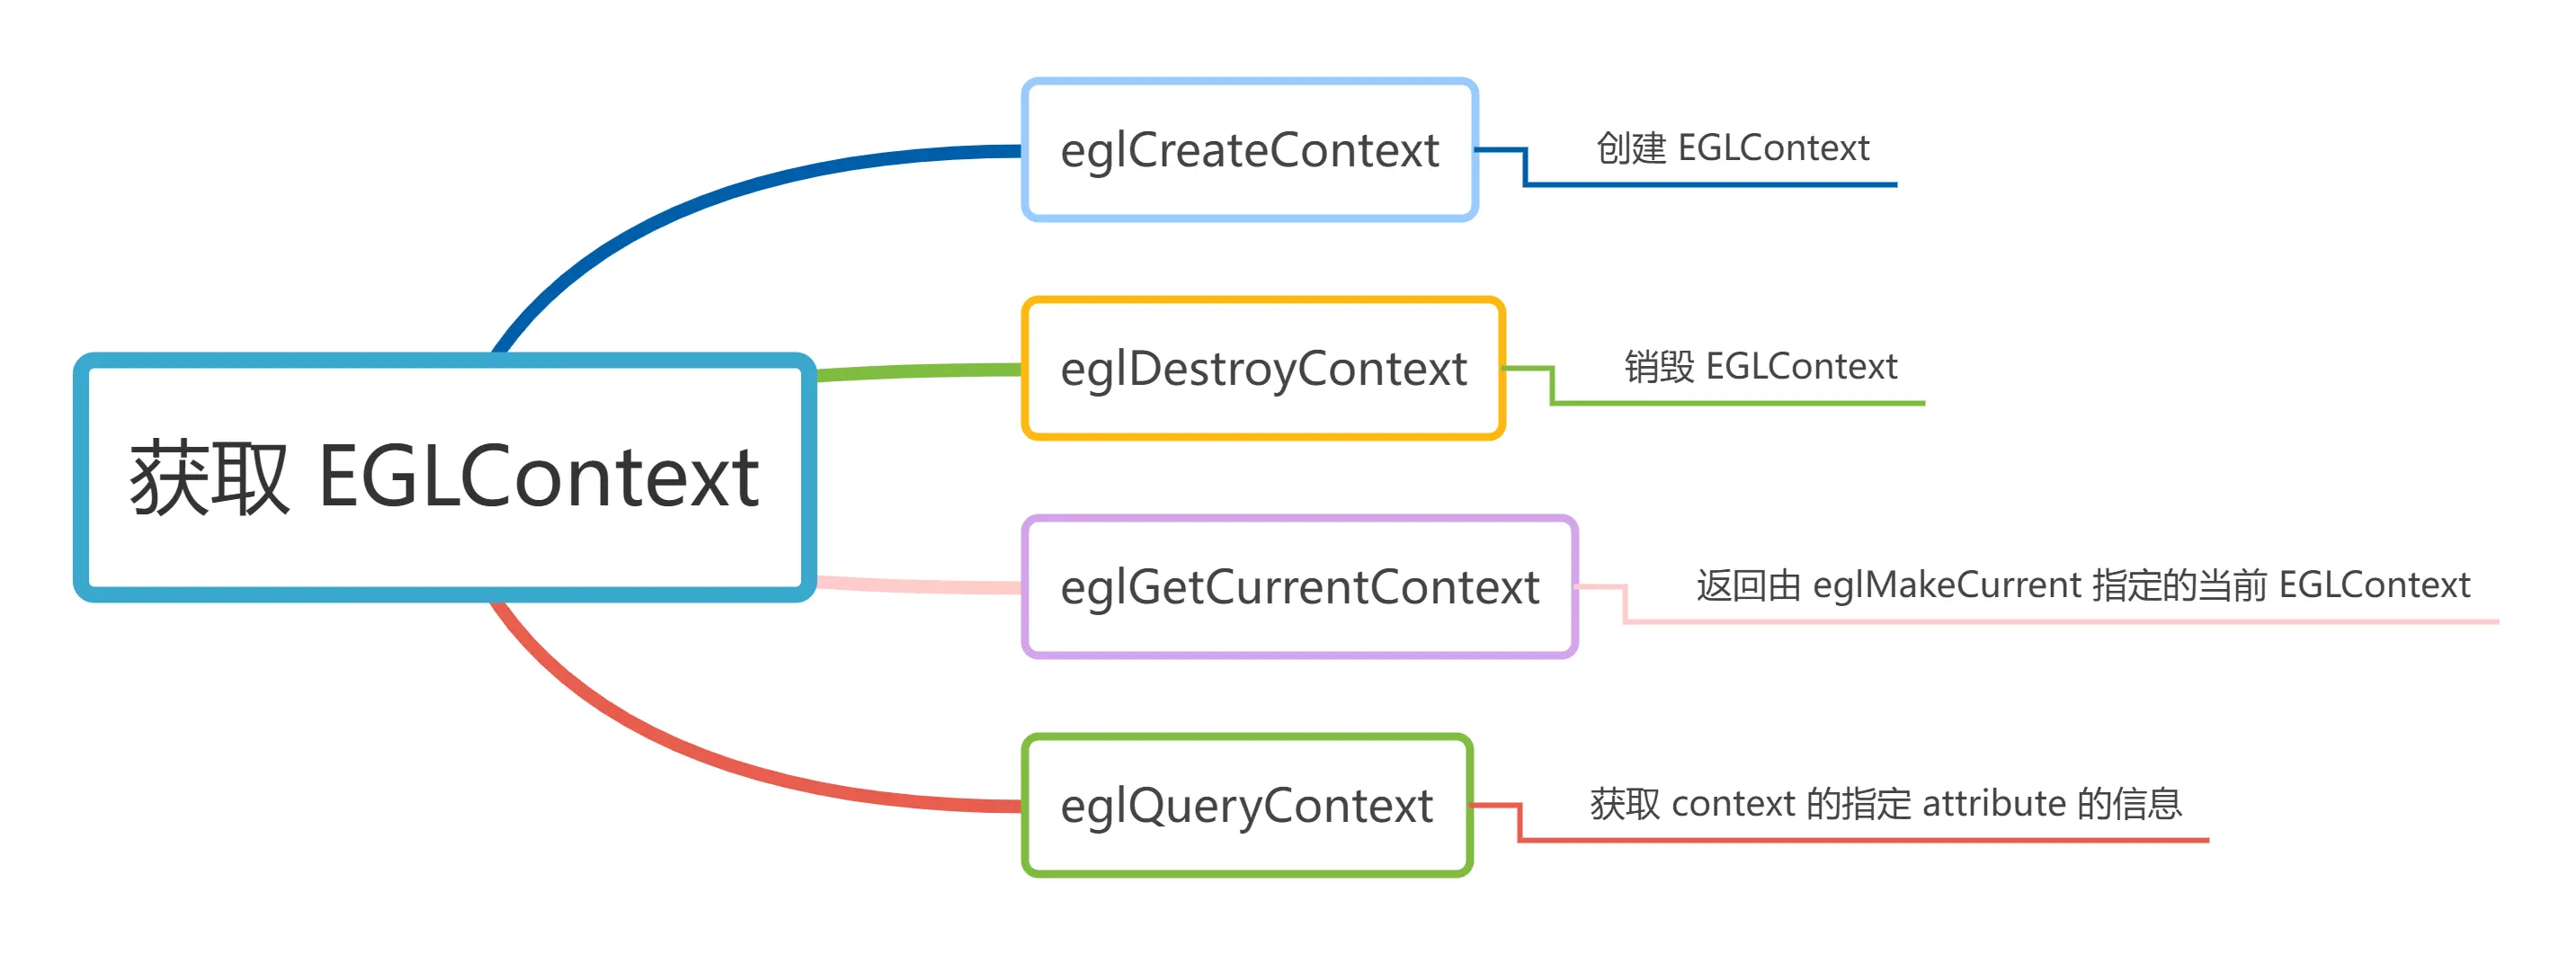 获取 EGLContext
eglCreateContext
创建 EGLContext
eglDestroyContext
销毁 EGLContext
eglGetCurrentContext
返回由 eglMakeCurrent 指定的当前 EGLContext
eglQueryContext
获取 context 的指定 attribute 的信息